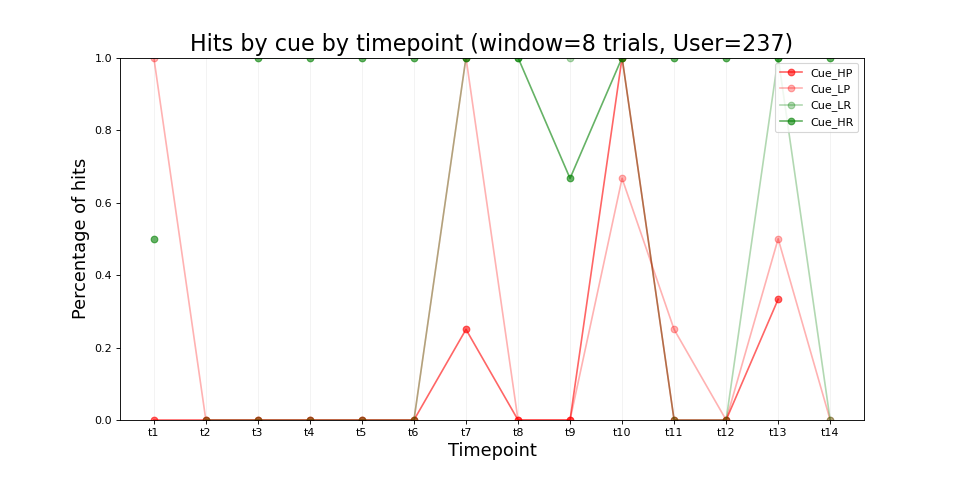 Hits by cue by timepoint (window=8 trials, User=237)
Percentage of hits
1.0
0.8
0.6
0.4
0.2
0.0
Cue_HP
Cue_LP
Cue_LR
Cue_HR
t1 t2 t3 t4 t5 t6 t7 t8 t9 t10 t11 t12 t13 t14
Timepoint